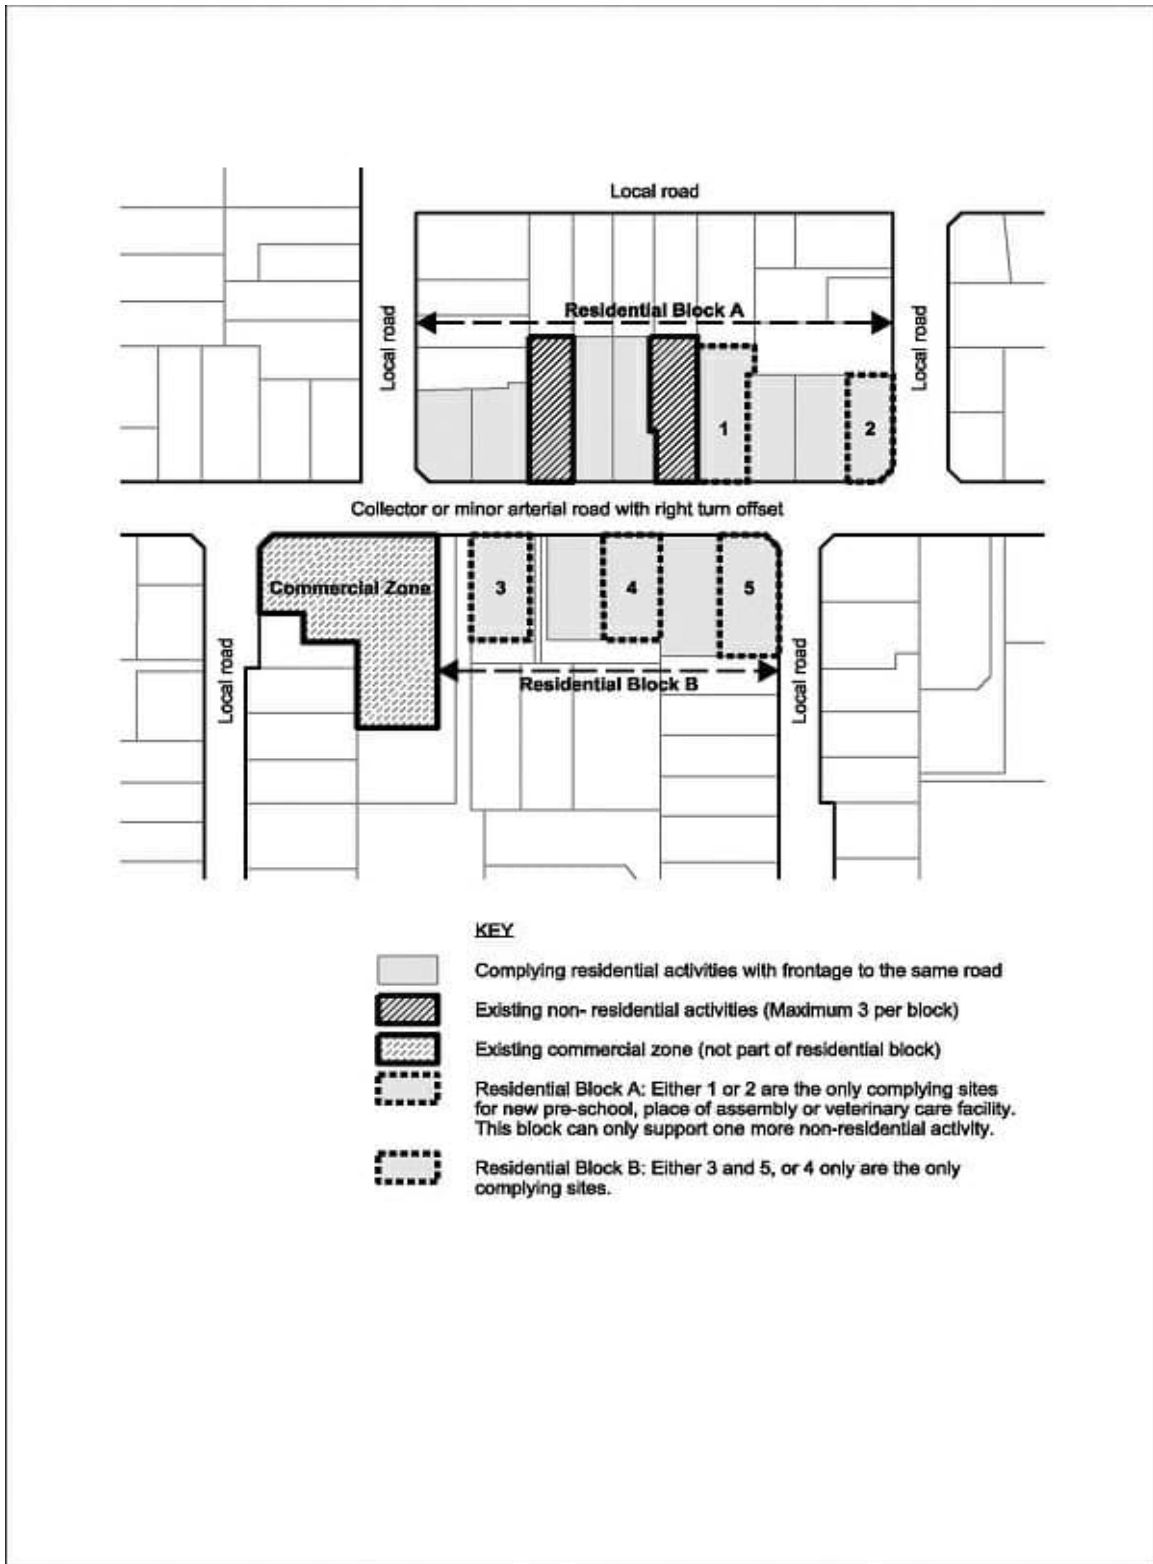 Local road
Residential Block A
Local road
Local road
1
2
Collector or minor arterial road with right turn offset
Commercial Zone
3
4
5
Local road
Local road
Residential Block B
KEY
Complying residential activities with frontage to the same road
Existing non- residential activities (Maximum 3 per block)
Existing commercial zone (not part of residential block)
Residential Block A: Either 1 or 2 are the only complying sites
for new pre-school, place of assembly or veterinary care facility.
This block can only support one more non-residential activity.
Residential Block B: Either 3 and 5, or 4 only are the only
complying sites.